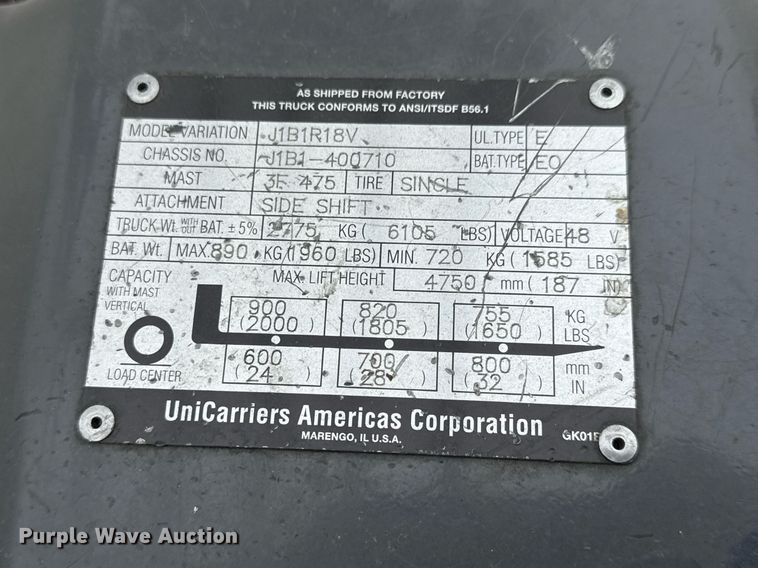 AS SHIPPED FROM FACTORY
THIS TRUCK CONFORMS TO ANSI/ITSDF B56.1
MODEL VARIATION J1B1R18V UL.TYPE E
CHASSIS NO. J1B1-400710 BAT.TYPE EO
MAST 3F 475 TIRE SINGLE
ATTACHMENT SIDE SHIFT
TRUCK Wt. WITH OUT BAT. ± 5% 2775 KG ( 6105 LBS) VOLTAGE 48 V
BAT. Wt. MAX. 890 KG (1960 LBS) MIN. 720 KG ( 1585 LBS)
CAPACITY MAX. LIFT HEIGHT 4750 mm ( 187 IN)
WITH MAST
VERTICAL
900 820 755 KG
(2000) (1805) (1650) LBS
600 700 800 mm
LOAD CENTER (24) (28) (32) IN
UniCarriers Americas Corporation
MARENGO, IL U.S.A.
Purple Wave Auction